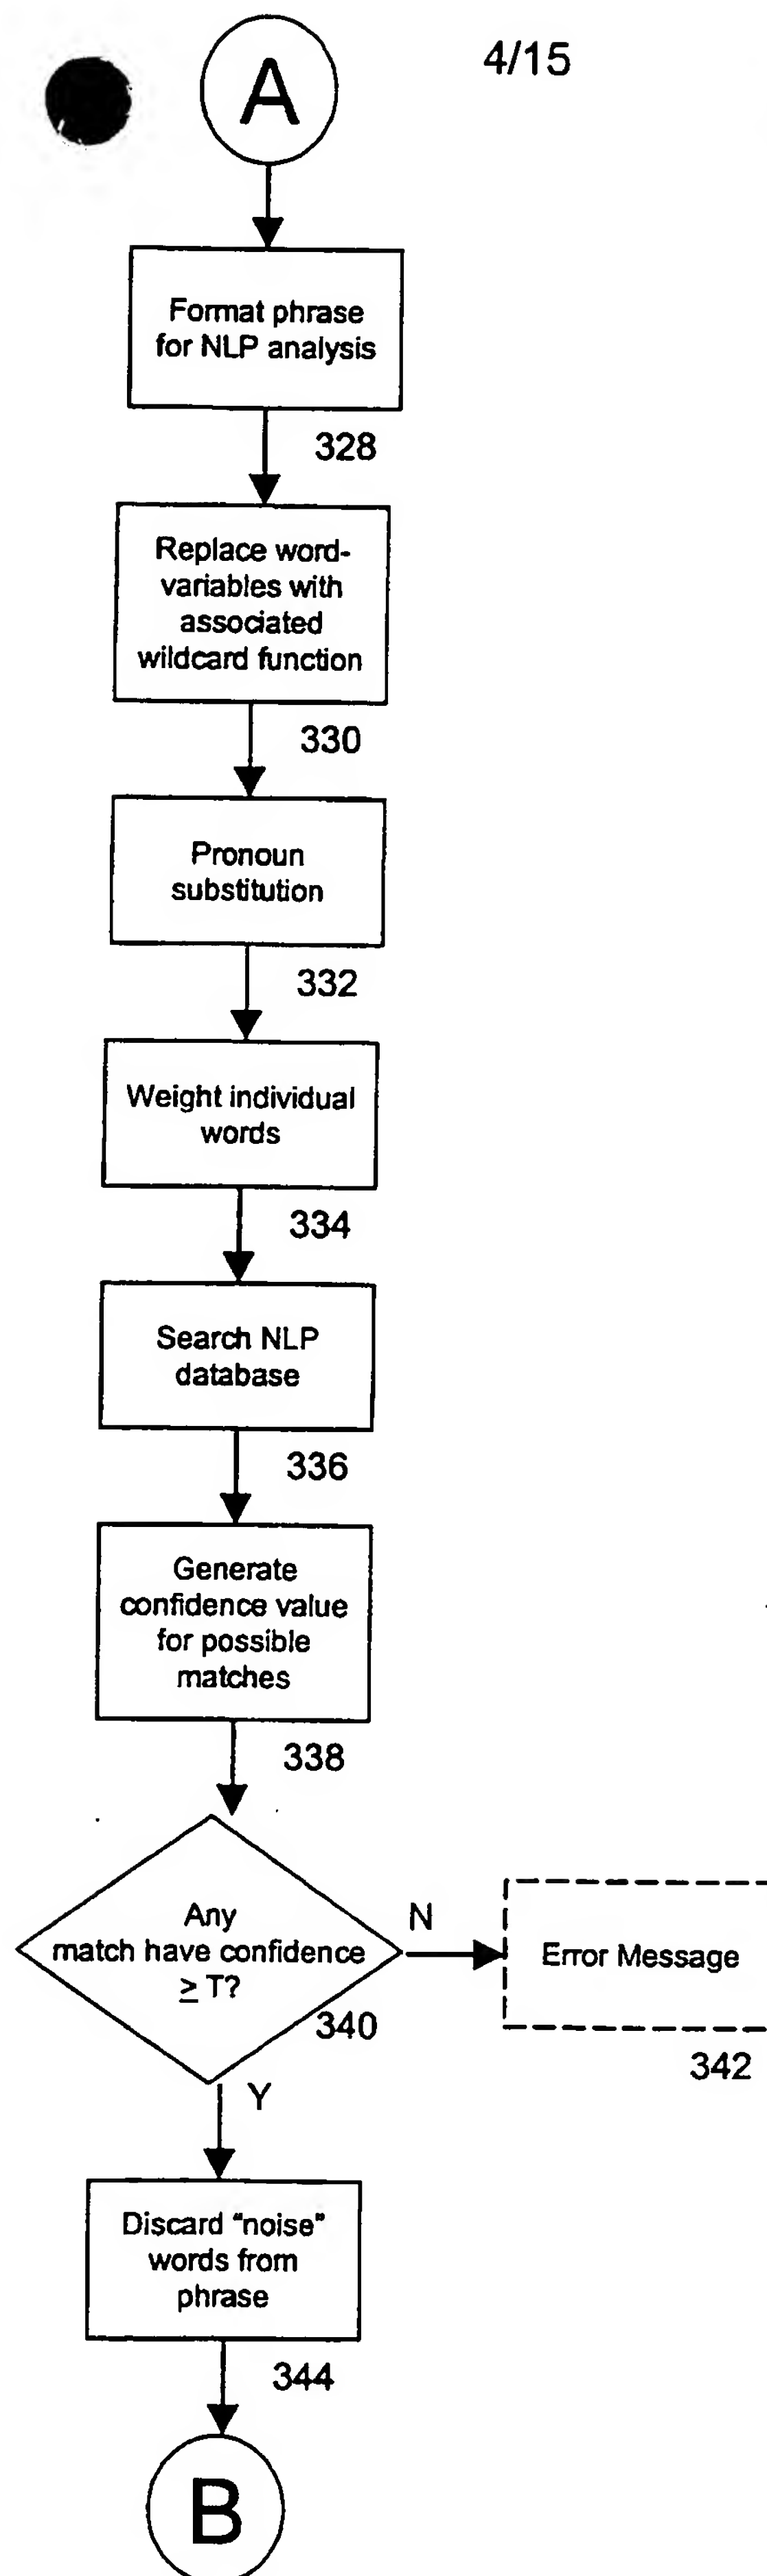 4/15
A
Format phrase
for NLP analysis
328
Replace word-
variables with
associated
wildcard function
330
Pronoun
substitution
332
Weight individual
words
334
Search NLP
database
336
Generate
confidence value
for possible
matches
338
Any
match have confidence
≥ T?
340
N
Error Message
342
Y
Discard "noise"
words from
phrase
344
B